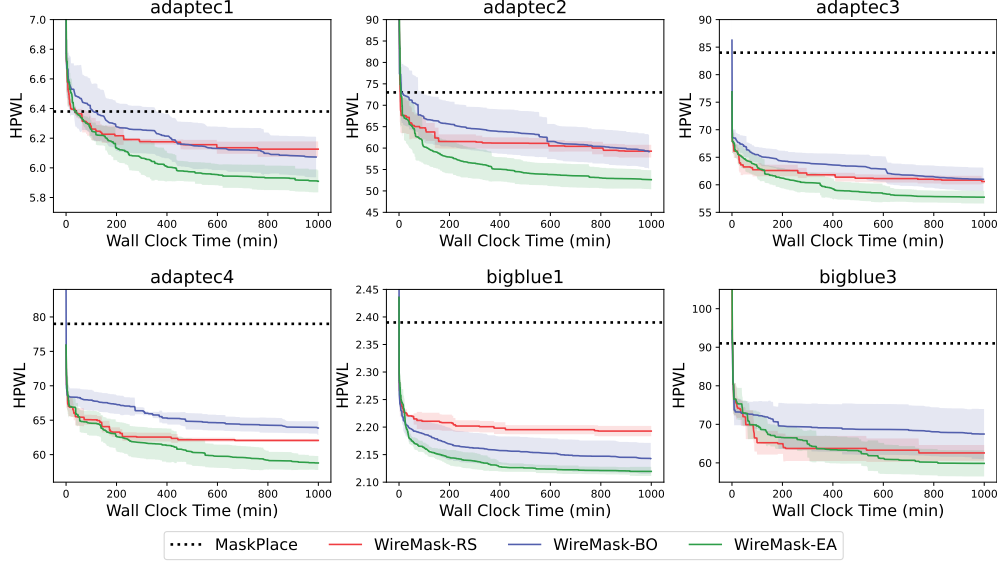 adaptec1
adaptec2
adaptec3
7.0
6.8
6.6
6.4
6.2
6.0
5.8
HPWL
0 200 400 600 800 1000
Wall Clock Time (min)
90
85
80
75
70
65
60
55
50
45
HPWL
0 200 400 600 800 1000
Wall Clock Time (min)
90
85
80
75
70
65
60
55
HPWL
0 200 400 600 800 1000
Wall Clock Time (min)
adaptec4
bigblue1
bigblue3
80
75
70
65
60
HPWL
0 200 400 600 800 1000
Wall Clock Time (min)
2.45
2.40
2.35
2.30
2.25
2.20
2.15
2.10
HPWL
0 200 400 600 800 1000
Wall Clock Time (min)
100
90
80
70
60
HPWL
0 200 400 600 800 1000
Wall Clock Time (min)
MaskPlace WireMask-RS WireMask-BO WireMask-EA